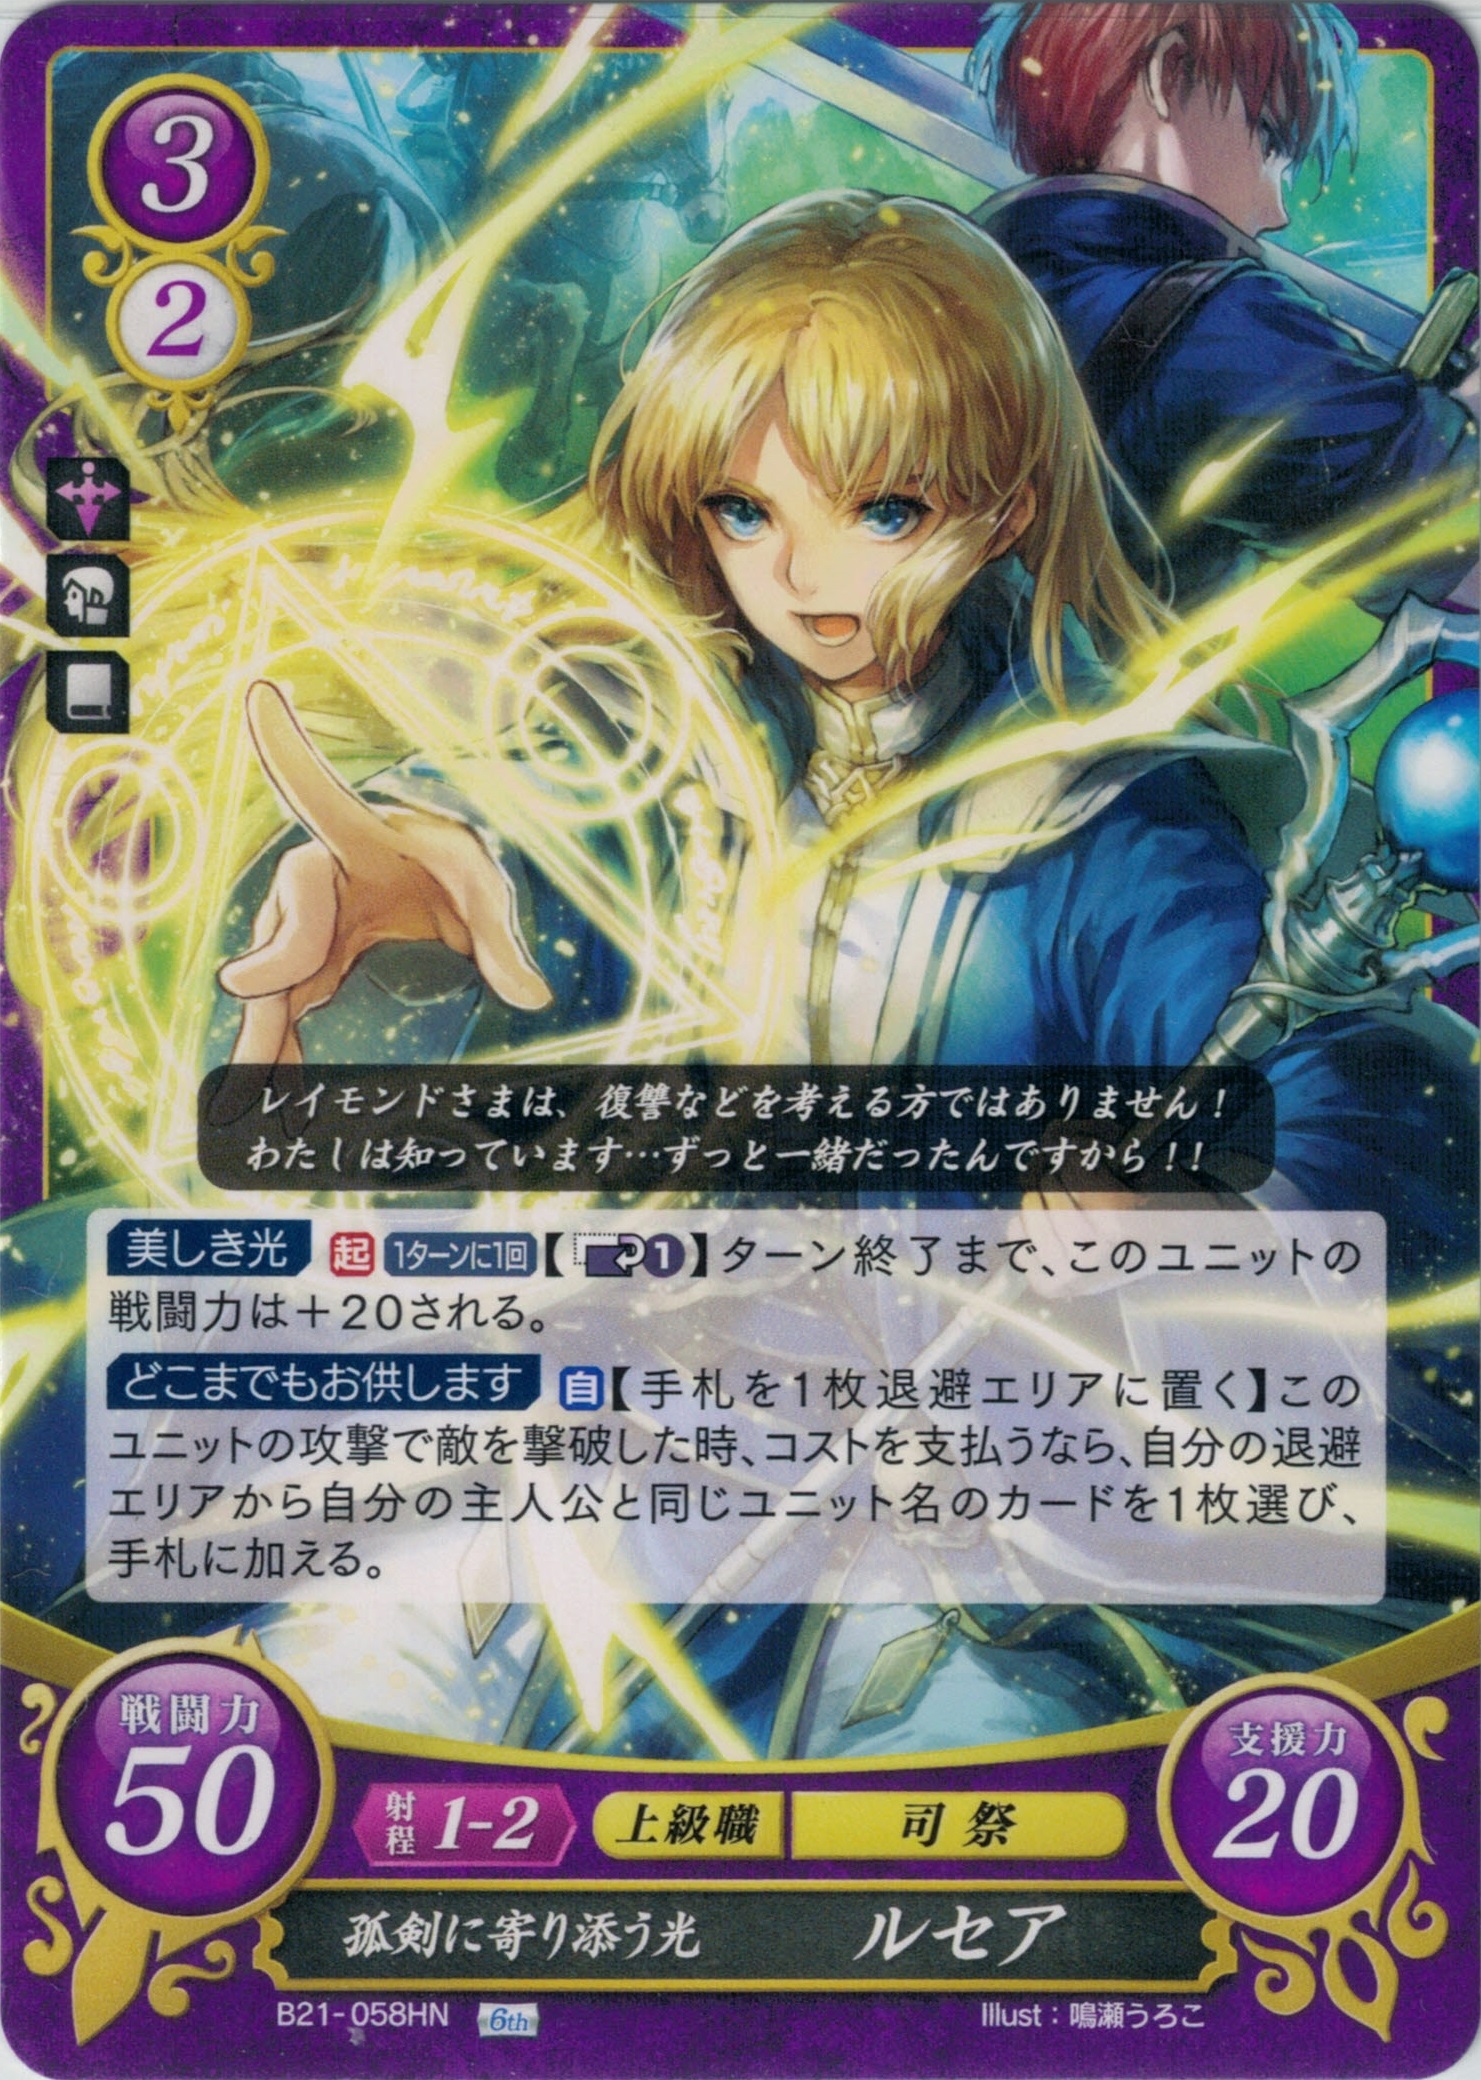 3
2
レイモンドさまは、復讐などを考える方ではありません！
わたしは知っています…ずっと一緒だったんですから！！
美しき光 起 1ターンに1回【1】ターン終了まで、このユニットの
戦闘力は＋20される。
どこまでもお供します 自【手札を1枚退避エリアに置く】この
ユニットの攻撃で敵を撃破した時、コストを支払うなら、自分の退避
エリアから自分の主人公と同じユニット名のカードを1枚選び、
手札に加える。
戦闘力
50
射程 1-2
上級職
司祭
支援力
20
孤剣に寄り添う光 ルセア
B21-058HN 6th
Illust：鳴瀬うろこ